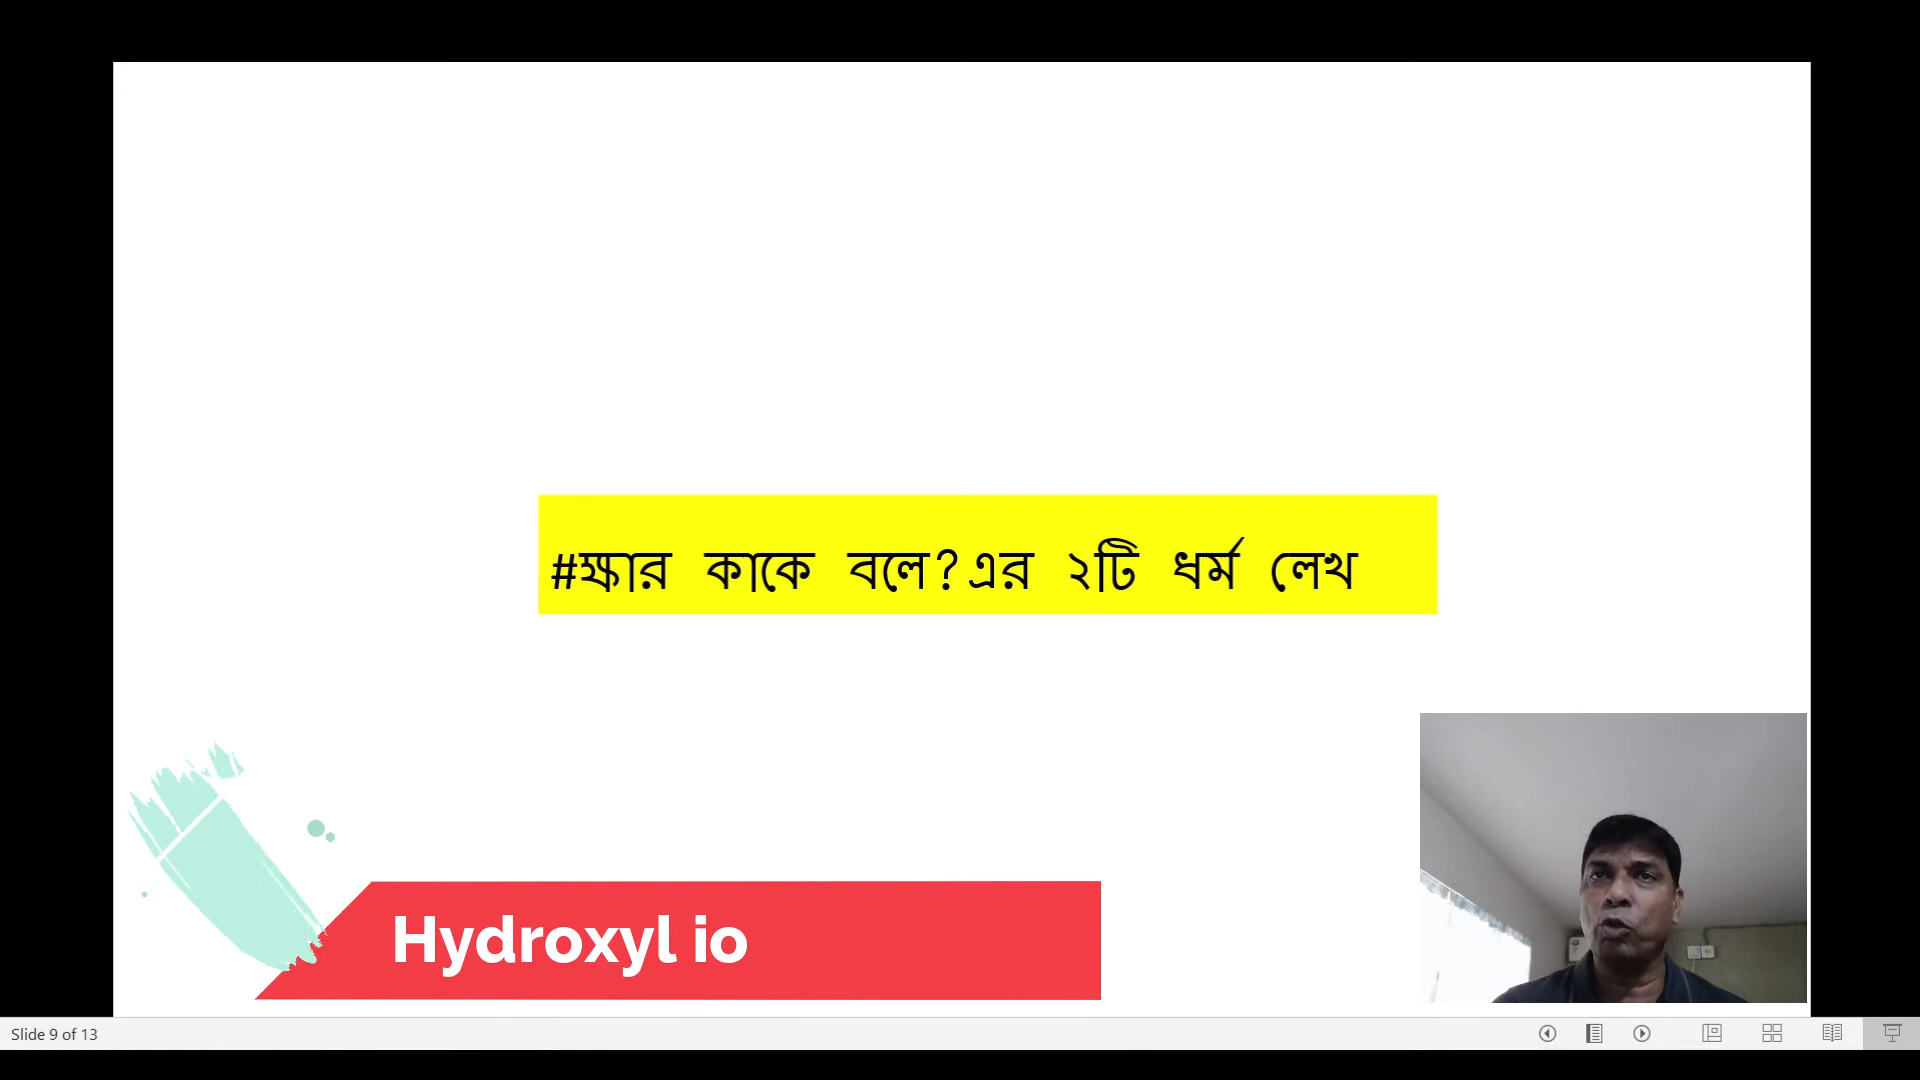 #ক্ষার কাকে বলে?এর ২টি ধর্ম লেখ
Hydroxyl io
Slide 9 of 13